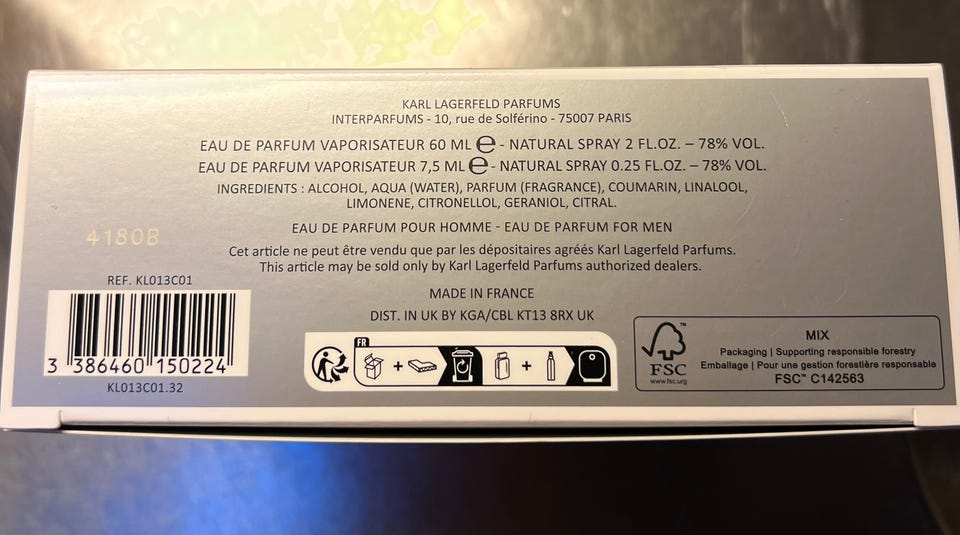 KARL LAGERFELD PARFUMS
INTERPARFUMS - 10, rue de Solférino - 75007 PARIS
EAU DE PARFUM VAPORISATEUR 60 ML ℮ - NATURAL SPRAY 2 FL.OZ. – 78% VOL.
EAU DE PARFUM VAPORISATEUR 7,5 ML ℮ - NATURAL SPRAY 0.25 FL.OZ. – 78% VOL.
INGREDIENTS : ALCOHOL, AQUA (WATER), PARFUM (FRAGRANCE), COUMARIN, LINALOOL,
LIMONENE, CITRONELLOL, GERANIOL, CITRAL.
EAU DE PARFUM POUR HOMME - EAU DE PARFUM FOR MEN
4180B
Cet article ne peut être vendu que par les dépositaires agréés Karl Lagerfeld Parfums.
This article may be sold only by Karl Lagerfeld Parfums authorized dealers.
REF. KL013C01
MADE IN FRANCE
DIST. IN UK BY KGA/CBL KT13 8RX UK
3 386460 150224
KL013C01.32
FR
+
+
FSC
www.fsc.org
MIX
Packaging | Supporting responsible forestry
Emballage | Pour une gestion forestière responsable
FSC™ C142563